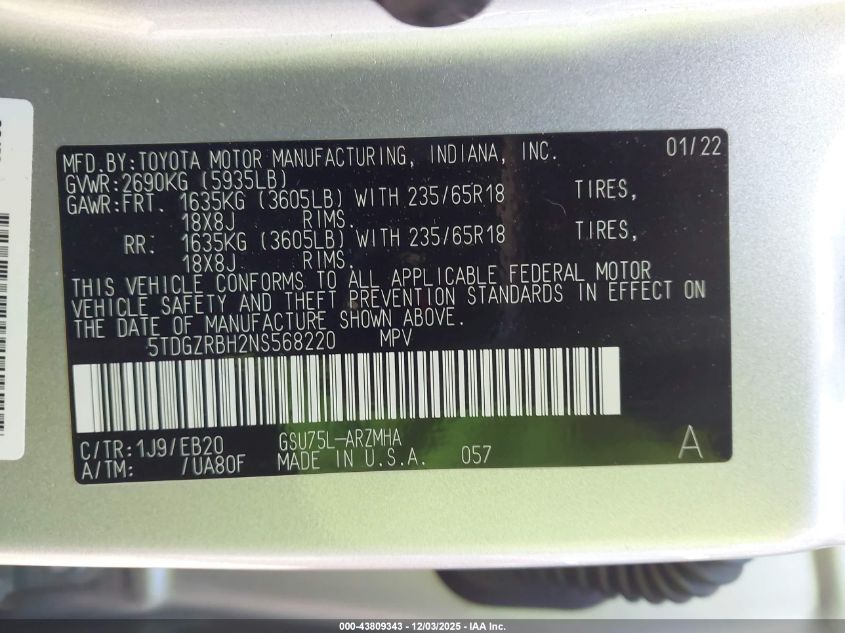 MFD.BY:TOYOTA MOTOR MANUFACTURING, INDIANA, INC. 01/22
GVWR:2690KG (5935LB)
GAWR:FRT. 1635KG (3605LB) WITH 235/65R18 TIRES,
18X8J RIMS.
RR: 1635KG (3605LB) WITH 235/65R18 TIRES,
18X8J. RIMS.
THIS VEHICLE CONFORMS TO ALL APPLICABLE FEDERAL MOTOR
VEHICLE SAFETY AND THEFT PREVENTION STANDARDS IN EFFECT ON
THE DATE OF MANUFACTURE SHOWN ABOVE.
5TDGZRBH2NS568220 MPV
C/TR:1J9/EB20 GSU75L-ARZMHA
A/TM: /UA80F MADE IN U.S.A. 057 A
000-43809343 - 12/03/2025 - IAA Inc.